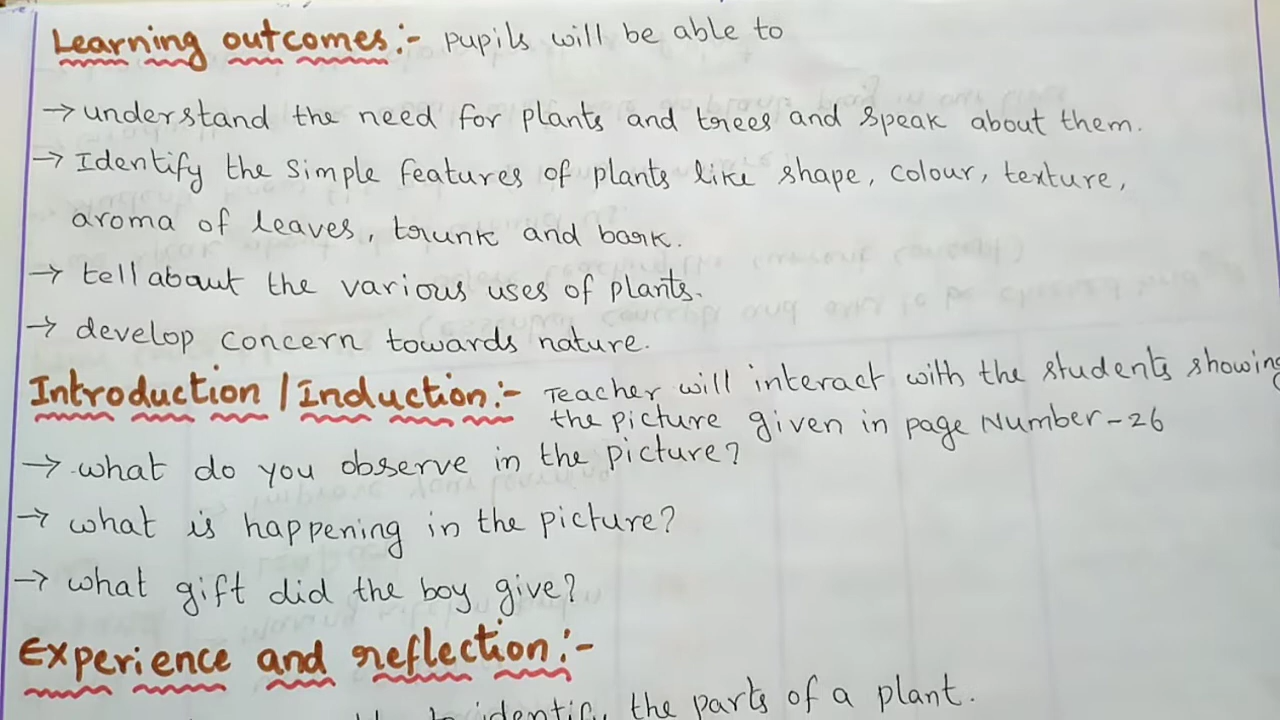 Learning outcomes:- pupils will be able to
→ understand the need for plants and trees and speak about them.
→ Identify the simple features of plants like shape, colour, texture,
aroma of leaves, trunk and bark.
→ tell about the various uses of plants.
→ develop concern towards nature.
Introduction / Induction:- Teacher will interact with the students showing
the picture given in page Number-26
→ what do you observe in the picture?
→ what is happening in the picture?
→ what gift did the boy give?
Experience and reflection:-
to identify the parts of a plant.